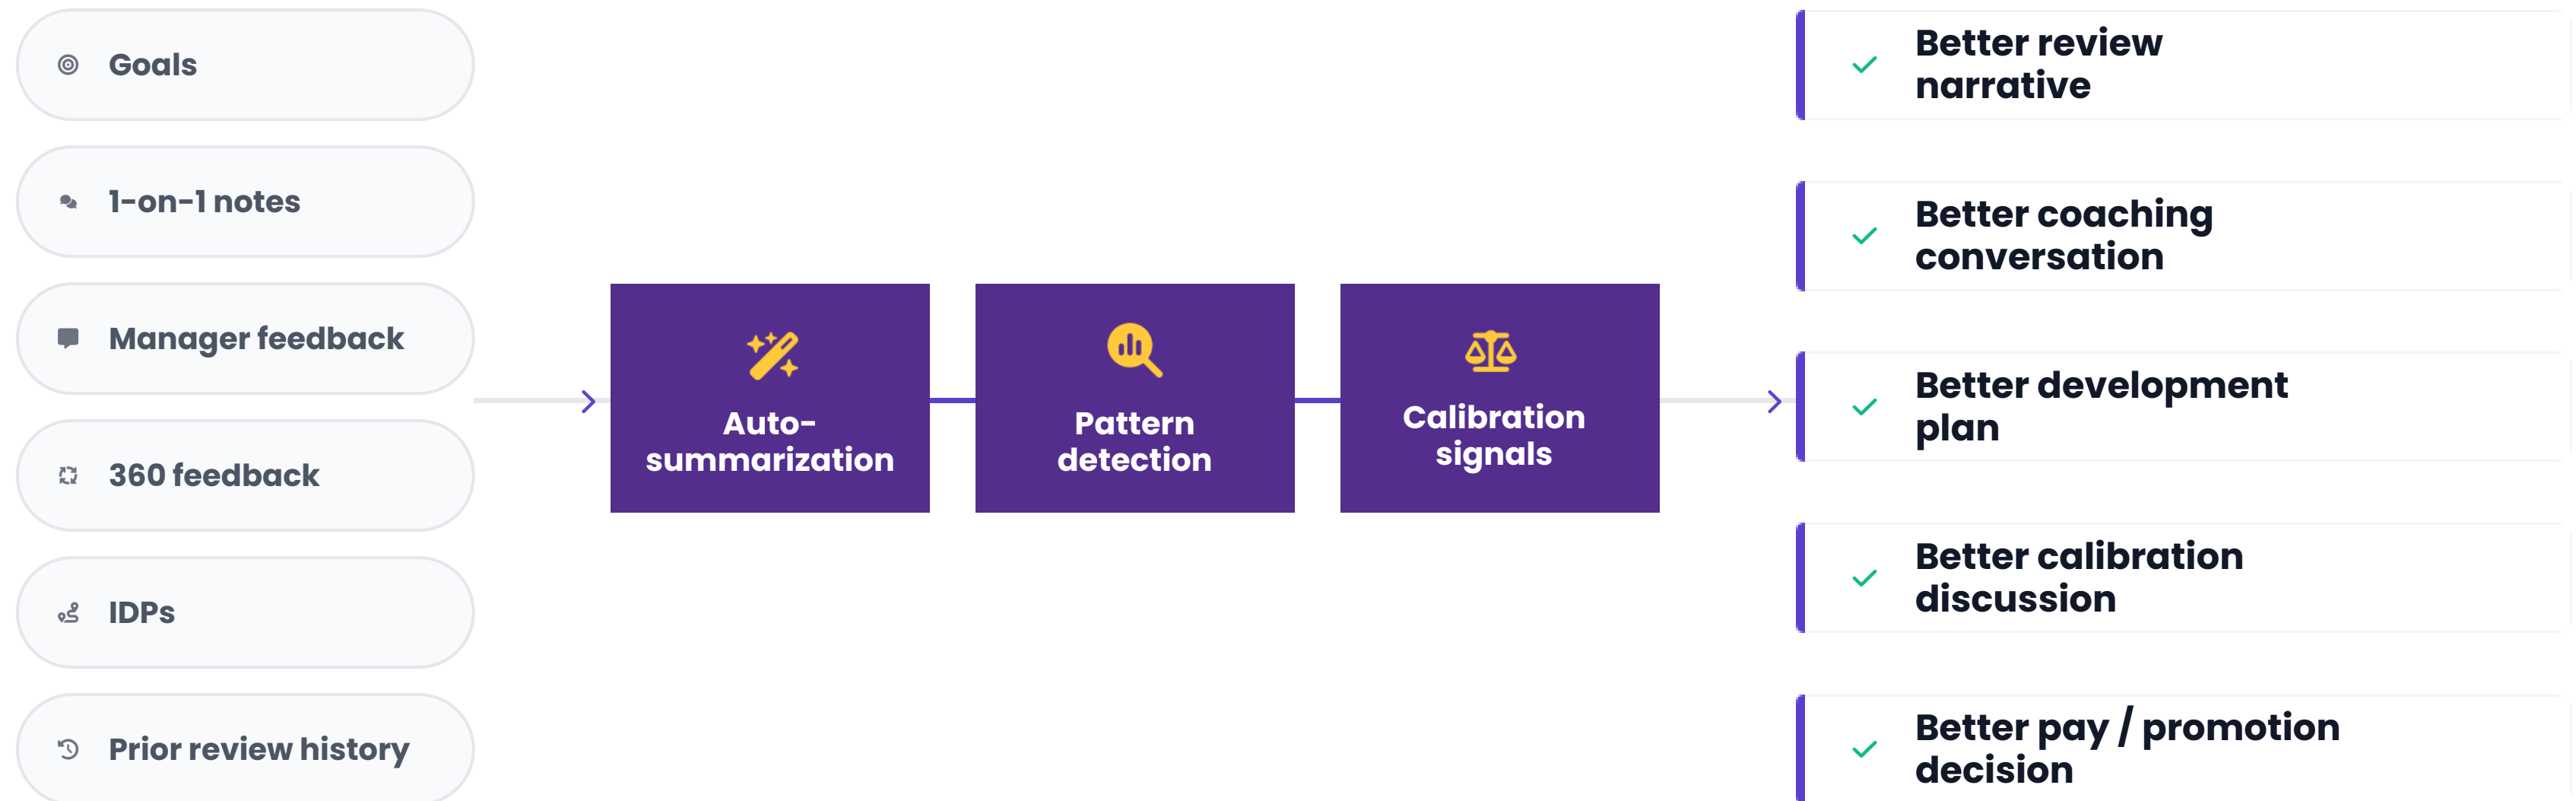 Goals
1-on-1 notes
Manager feedback
360 feedback
IDPs
Prior review history
Auto-
summarization
Pattern
detection
Calibration
signals
Better review
narrative
Better coaching
conversation
Better development
plan
Better calibration
discussion
Better pay / promotion
decision